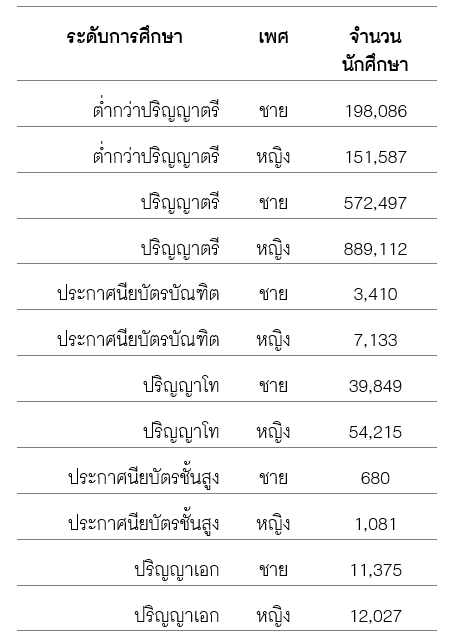 ระดับการศึกษา เพศ จำนวน
นักศึกษา
ต่ำกว่าปริญญาตรี ชาย 198,086
ต่ำกว่าปริญญาตรี หญิง 151,587
ปริญญาตรี ชาย 572,497
ปริญญาตรี หญิง 889,112
ประกาศนียบัตรบัณฑิต ชาย 3,410
ประกาศนียบัตรบัณฑิต หญิง 7,133
ปริญญาโท ชาย 39,849
ปริญญาโท หญิง 54,215
ประกาศนียบัตรชั้นสูง ชาย 680
ประกาศนียบัตรชั้นสูง หญิง 1,081
ปริญญาเอก ชาย 11,375
ปริญญาเอก หญิง 12,027